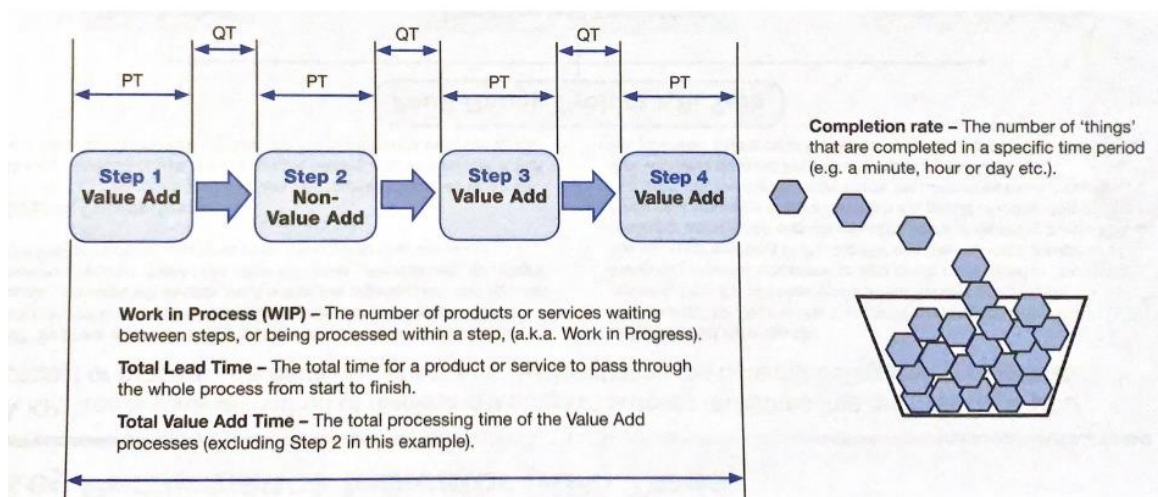 QT QT QT
PT PT PT PT
Step 1
Value Add
Step 2
Non-
Value Add
Step 3
Value Add
Step 4
Value Add
Completion rate – The number of ‘things’
that are completed in a specific time period
(e.g. a minute, hour or day etc.).
Work in Process (WIP) – The number of products or services waiting
between steps, or being processed within a step, (a.k.a. Work in Progress).
Total Lead Time – The total time for a product or service to pass through
the whole process from start to finish.
Total Value Add Time – The total processing time of the Value Add
processes (excluding Step 2 in this example).